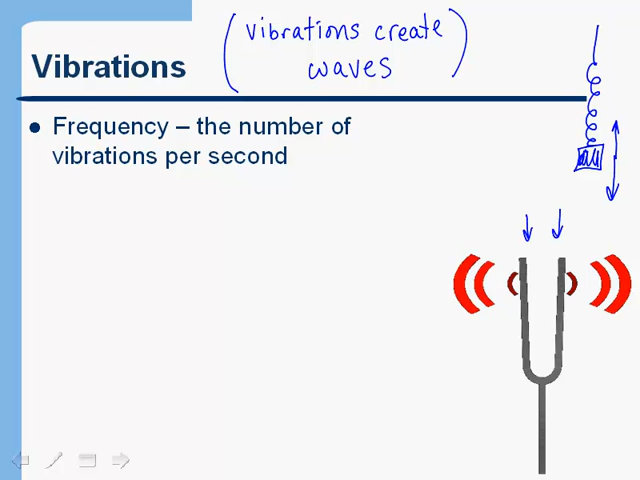 (vibrations create
waves)
Vibrations
● Frequency – the number of
vibrations per second